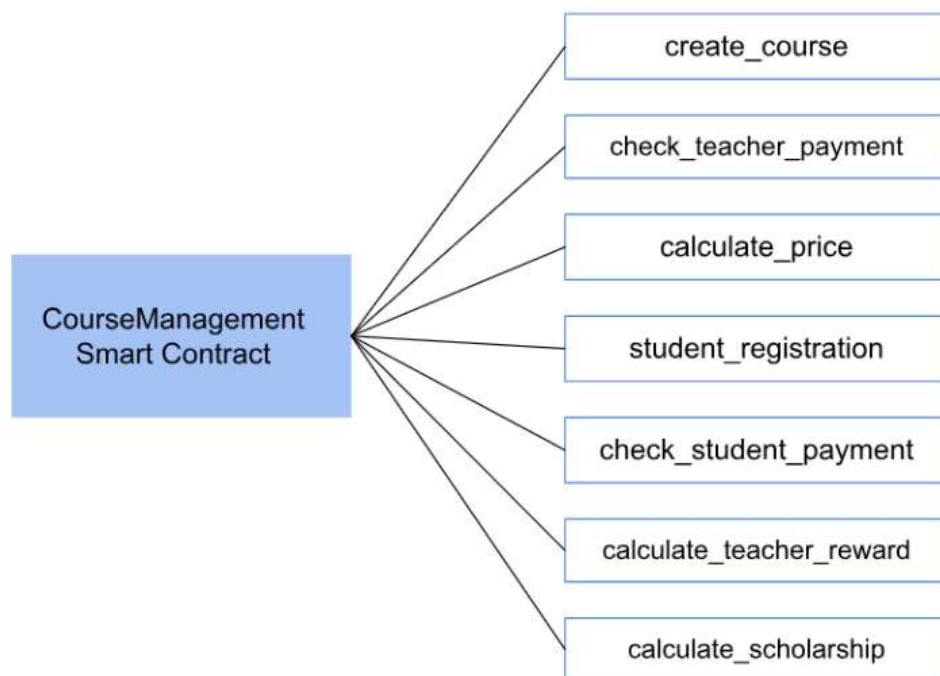 create_course
check_teacher_payment
calculate_price
CourseManagement
Smart Contract
student_registration
check_student_payment
calculate_teacher_reward
calculate_scholarship